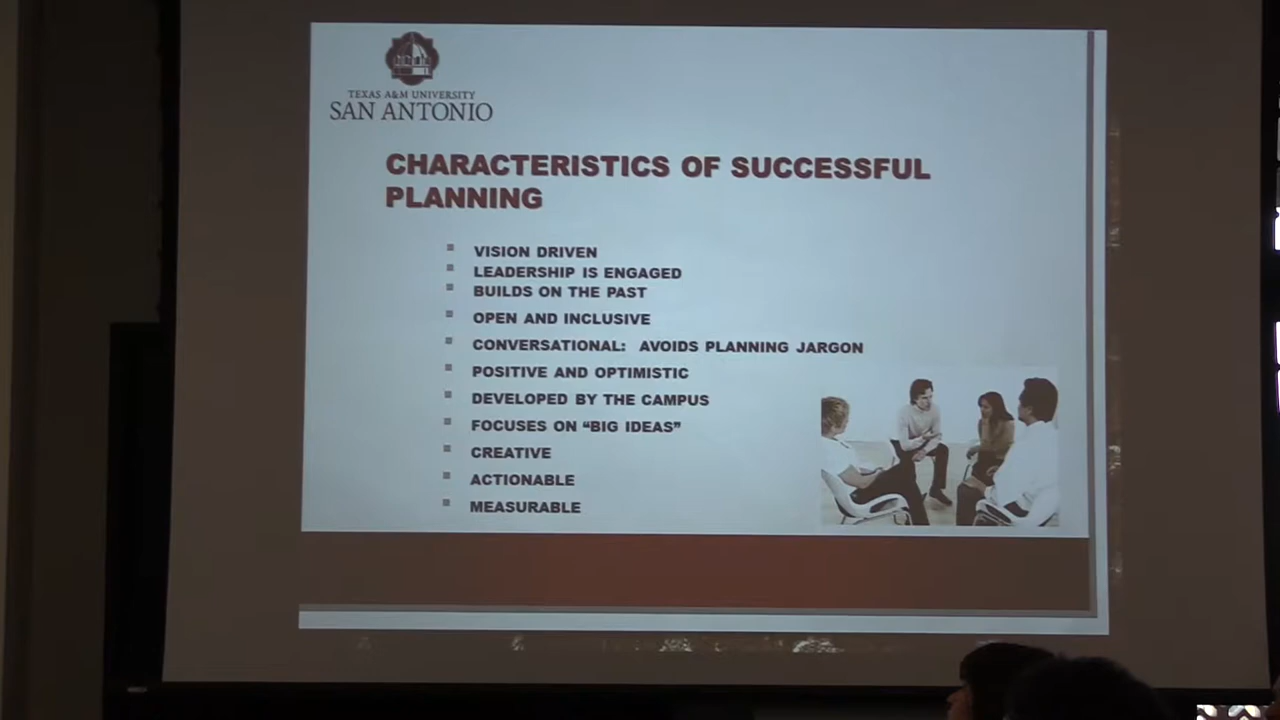 TEXAS A&M UNIVERSITY
SAN ANTONIO
CHARACTERISTICS OF SUCCESSFUL
PLANNING
VISION DRIVEN
LEADERSHIP IS ENGAGED
BUILDS ON THE PAST
OPEN AND INCLUSIVE
CONVERSATIONAL: AVOIDS PLANNING JARGON
POSITIVE AND OPTIMISTIC
DEVELOPED BY THE CAMPUS
FOCUSES ON “BIG IDEAS”
CREATIVE
ACTIONABLE
MEASURABLE